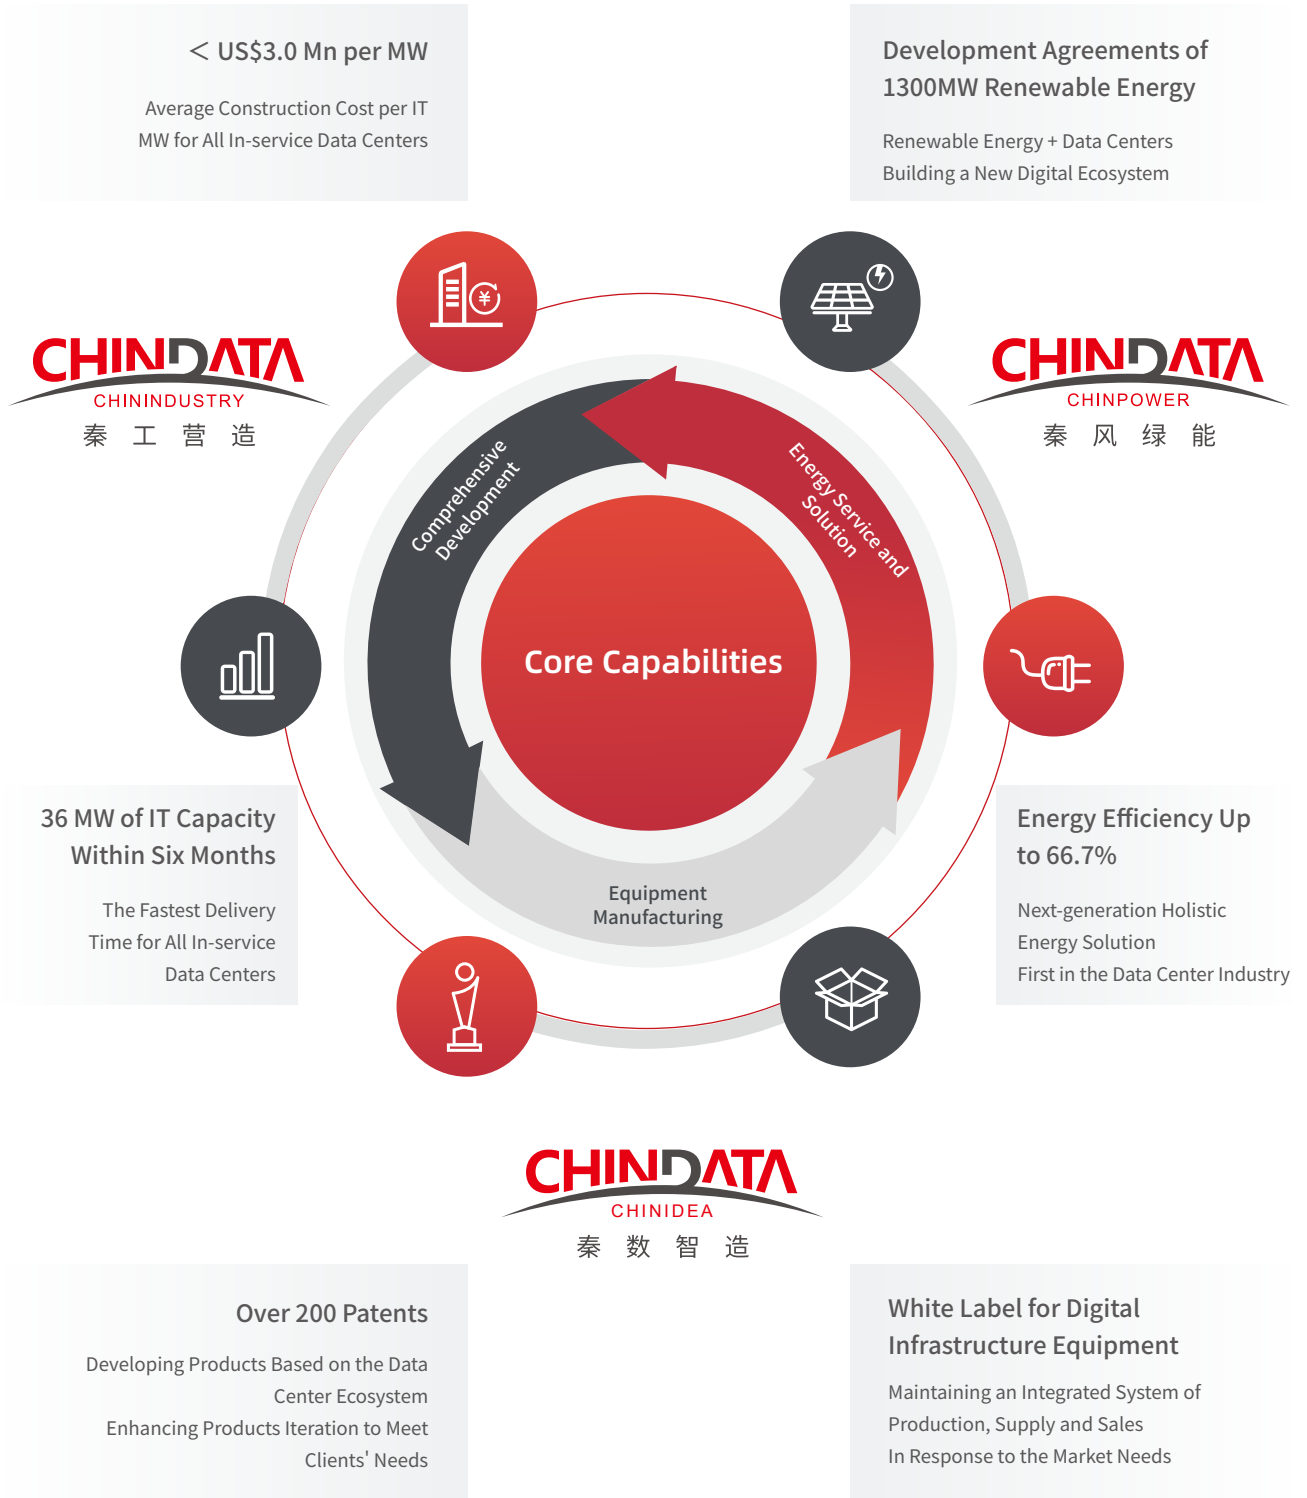 < US$3.0 Mn per MW
Average Construction Cost per IT
MW for All In-service Data Centers
Development Agreements of
1300MW Renewable Energy
Renewable Energy + Data Centers
Building a New Digital Ecosystem
¥
CHINDATA
CHININDUSTRY
秦工营造
CHINDATA
CHINPOWER
秦风绿能
Comprehensive
Development
Energy Service and
Solution
Core Capabilities
Equipment
Manufacturing
36 MW of IT Capacity
Within Six Months
The Fastest Delivery
Time for All In-service
Data Centers
Energy Efficiency Up
to 66.7%
Next-generation Holistic
Energy Solution
First in the Data Center Industry
CHINDATA
CHINIDEA
秦数智造
Over 200 Patents
Developing Products Based on the Data
Center Ecosystem
Enhancing Products Iteration to Meet
Clients' Needs
White Label for Digital
Infrastructure Equipment
Maintaining an Integrated System of
Production, Supply and Sales
In Response to the Market Needs